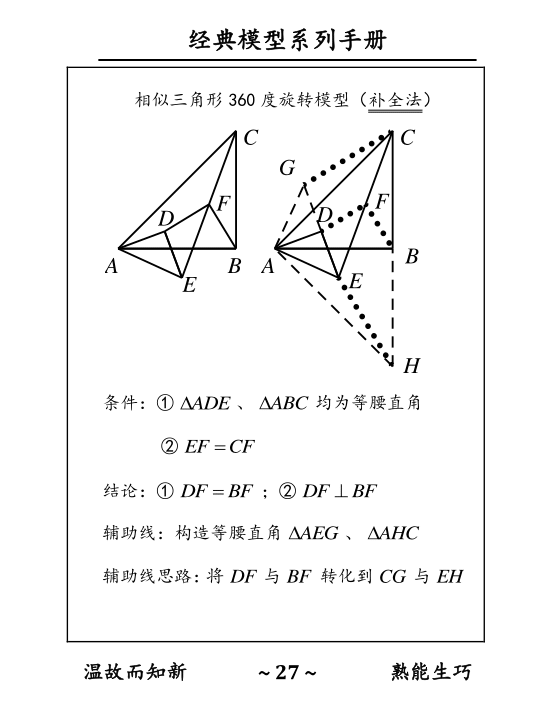 经典模型系列手册
相似三角形 360 度旋转模型（补全法）
C
G
C
D
F
D
F
A
B
A
B
E
E
H
条件：① ΔADE 、 ΔABC 均为等腰直角
② EF = CF
结论：① DF = BF ；② DF ⊥ BF
辅助线：构造等腰直角 ΔAEG 、 ΔAHC
辅助线思路：将 DF 与 BF 转化到 CG 与 EH
温故而知新 ~ 27 ~ 熟能生巧